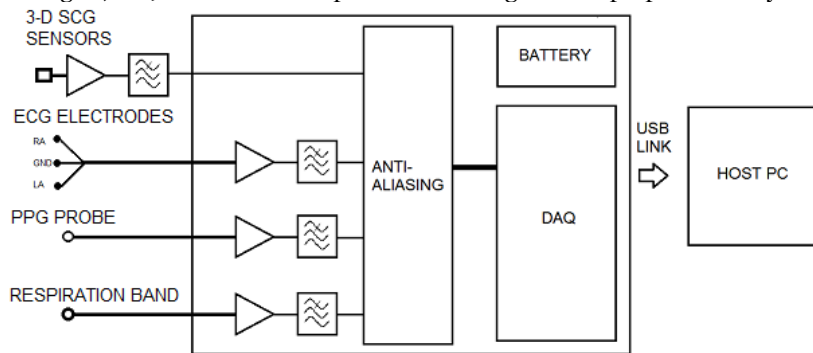 3-D SCG
SENSORS
BATTERY
ECG ELECTRODES
RA
GND
LA
ANTI-
ALIASING
DAQ
USB
LINK
HOST PC
PPG PROBE
RESPIRATION BAND